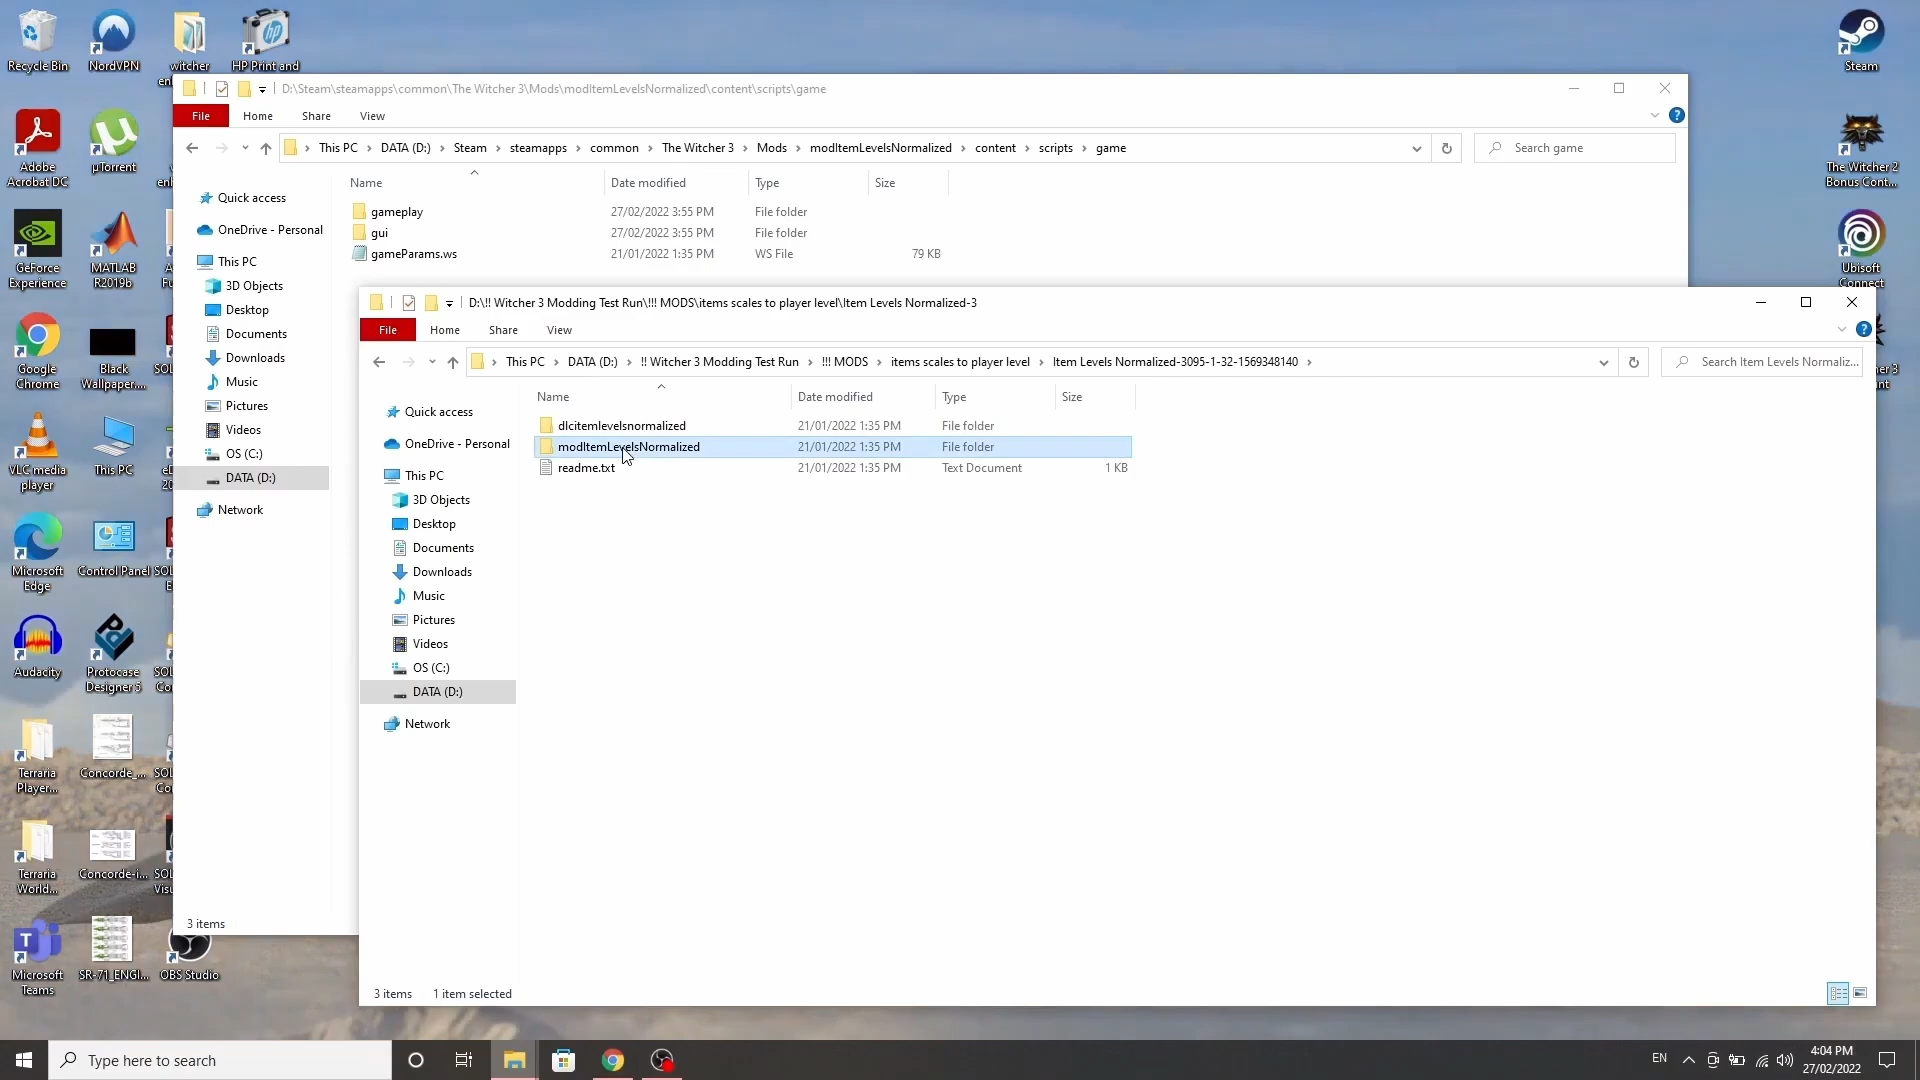 Recycle Bin
NordVPN
witcher
HP Print and
Steam
D:\Steam\steamapps\common\The Witcher 3\Mods\modItemLevelsNormalized\content\scripts\game
File Home Share View
This PC > DATA (D:) > Steam > steamapps > common > The Witcher 3 > Mods > modItemLevelsNormalized > content > scripts > game
Search game
Name Date modified Type Size
gameplay 27/02/2022 3:55 PM File folder
gui 27/02/2022 3:55 PM File folder
gameParams.ws 21/01/2022 1:35 PM WS File 79 KB
Quick access
OneDrive - Personal
This PC
3D Objects
Desktop
Documents
Downloads
Music
Pictures
Videos
OS (C:)
DATA (D:)
Network
3 items
D:\!! Witcher 3 Modding Test Run\!!! MODS\items scales to player level\Item Levels Normalized-3
File Home Share View
This PC > DATA (D:) > !! Witcher 3 Modding Test Run > !!! MODS > items scales to player level > Item Levels Normalized-3095-1-32-1569348140 >
Search Item Levels Normaliz...
Name Date modified Type Size
dlcitemlevelsnormalized 21/01/2022 1:35 PM File folder
modItemLevelsNormalized 21/01/2022 1:35 PM File folder
readme.txt 21/01/2022 1:35 PM Text Document 1 KB
Quick access
OneDrive - Personal
This PC
3D Objects
Desktop
Documents
Downloads
Music
Pictures
Videos
OS (C:)
DATA (D:)
Network
3 items 1 item selected
Adobe
Acrobat DC
µTorrent
GeForce
Experience
MATLAB
R2019b
Google
Chrome
Black
Wallpaper....
VLC media
player
This PC
Microsoft
Edge
Control Panel
Audacity
Protocase
Designer 5
Terraria
Player...
Concorde_...
Terraria
World...
Concorde-i...
Microsoft
Teams
SR-71_ENGI...
OBS Studio
The Witcher 2
Bonus Cont...
Ubisoft
Connect
Type here to search
EN
4:04 PM
27/02/2022